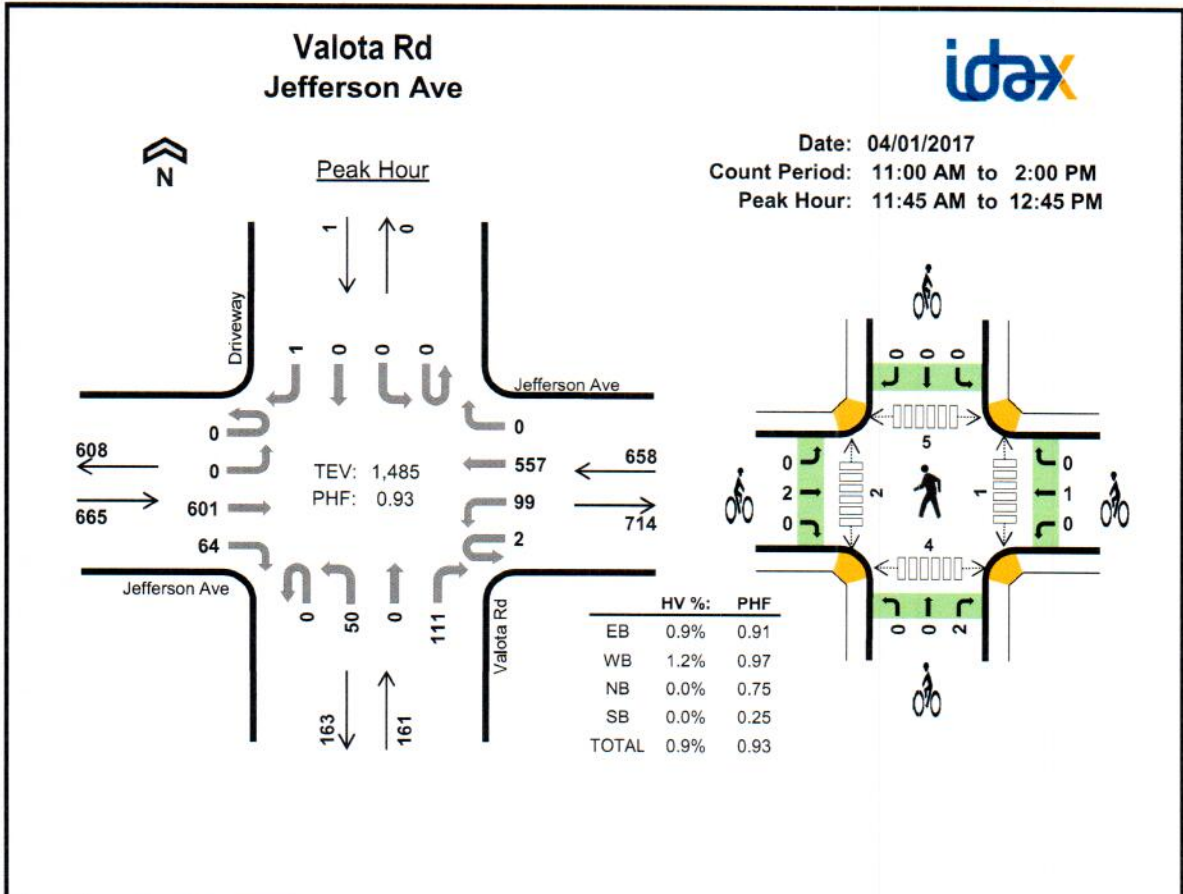 Valota Rd
Jefferson Ave
idax
N
Peak Hour
Date: 04/01/2017
Count Period: 11:00 AM to 2:00 PM
Peak Hour: 11:45 AM to 12:45 PM
1 0
Driveway
1 0 0 0
Jefferson Ave
0
0
608
0
TEV: 1,485
557
658
665
601
PHF: 0.93
99
714
64
2
Jefferson Ave
0 50 0 111
Valota Rd
163 161
HV %: PHF
EB 0.9% 0.91
WB 1.2% 0.97
NB 0.0% 0.75
SB 0.0% 0.25
TOTAL 0.9% 0.93
0 0 0
5
0
2
0
2
1
0
1
0
4
0 0 2